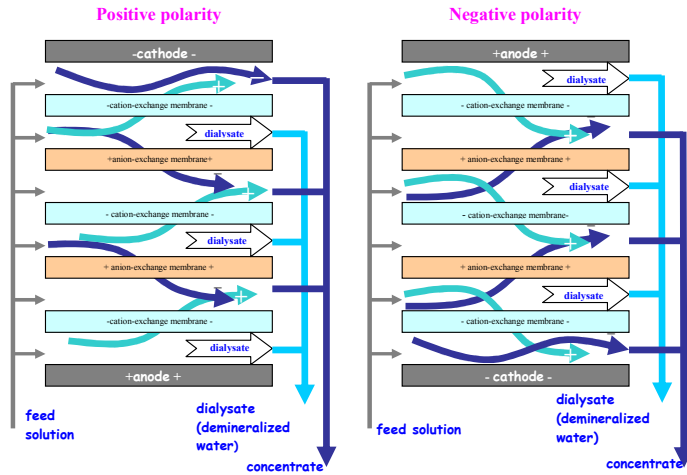 Positive polarity
-cathode -
+
-
-cation-exchange membrane -
dialysate
+anion-exchange membrane+
-
+
- cation-exchange membrane -
dialysate
+ anion-exchange membrane +
-
+
-cation-exchange membrane -
dialysate
+anode +
feed
solution
dialysate
(demineralized
water)
concentrate
Negative polarity
+anode +
dialysate
- cation-exchange membrane -
-
+
+ anion-exchange membrane +
dialysate
- cation-exchange membrane-
-
+
+ anion-exchange membrane +
dialysate
-cation-exchange membrane -
-
+
- cathode -
feed solution
dialysate
(demineralized
water)
concentrate